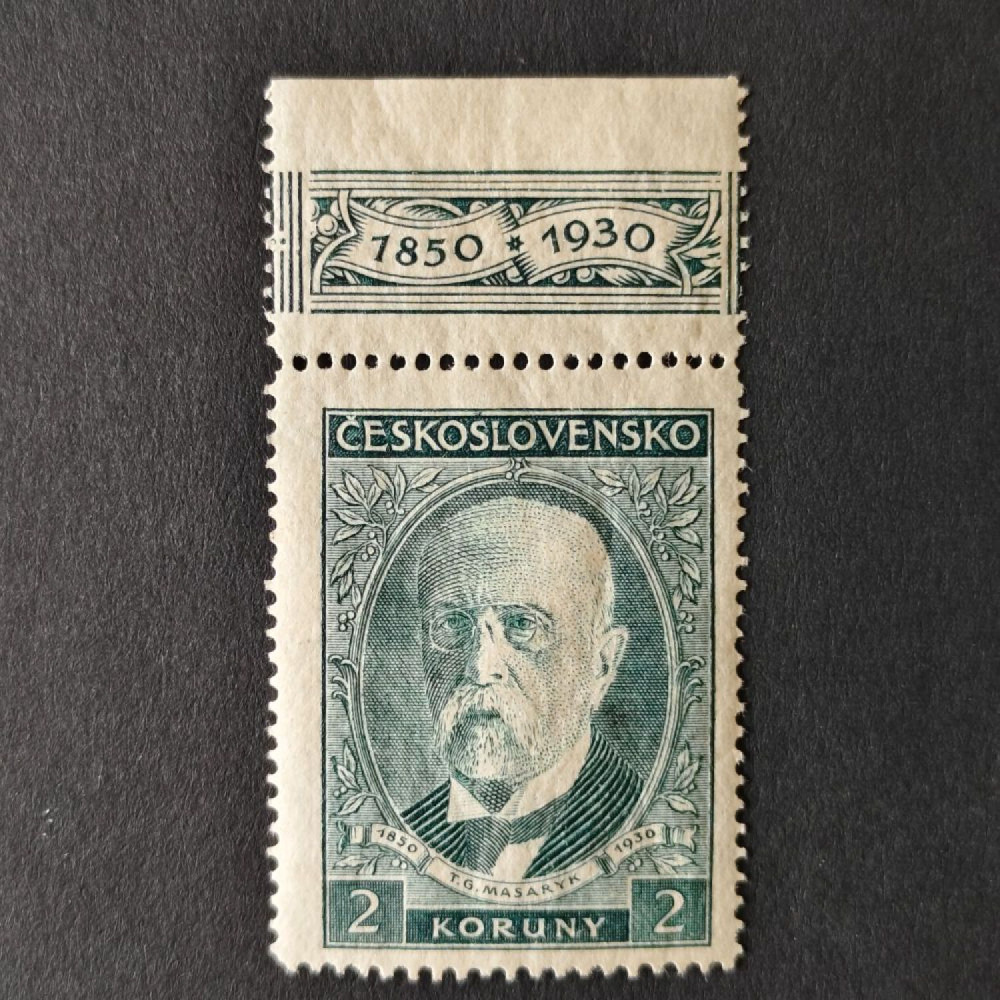 1850 * 1930
ČESKOSLOVENSKO
1850 1930
T.G.MASARYK
2 KORUNY 2